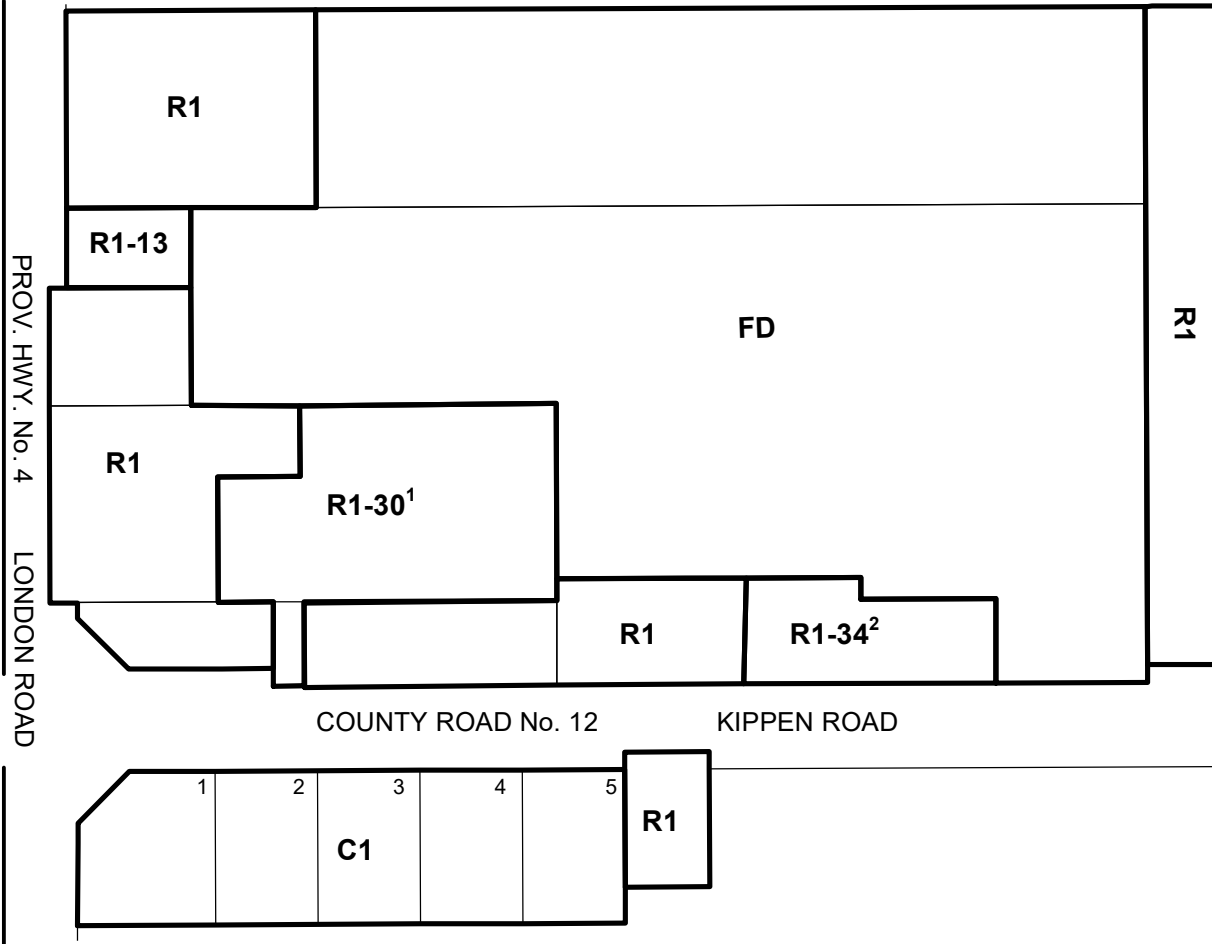 R1
R1-13
PROV. HWY. No. 4
FD
R1
R1
R1-30¹
R1
R1-34²
LONDON ROAD
COUNTY ROAD No. 12
KIPPEN ROAD
1
2
3
4
5
R1
C1